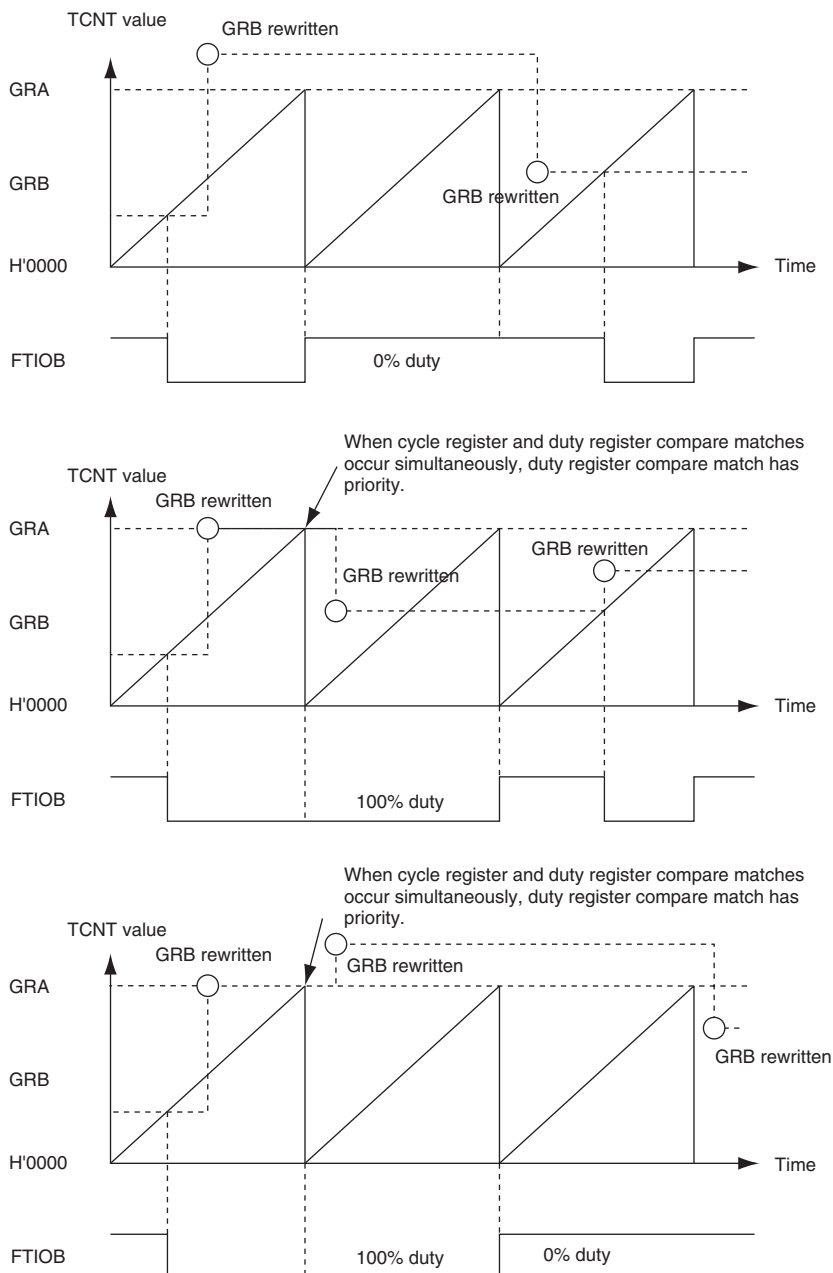 TCNT value
GRB rewritten
GRA
GRB
GRB rewritten
H'0000
Time
FTIOB
0% duty
When cycle register and duty register compare matches
occur simultaneously, duty register compare match has
priority.
TCNT value
GRB rewritten
GRA
GRB rewritten
GRB rewritten
GRB
H'0000
Time
FTIOB
100% duty
When cycle register and duty register compare matches
occur simultaneously, duty register compare match has
priority.
TCNT value
GRB rewritten
GRB rewritten
GRA
GRB rewritten
GRB
H'0000
Time
FTIOB
100% duty
0% duty